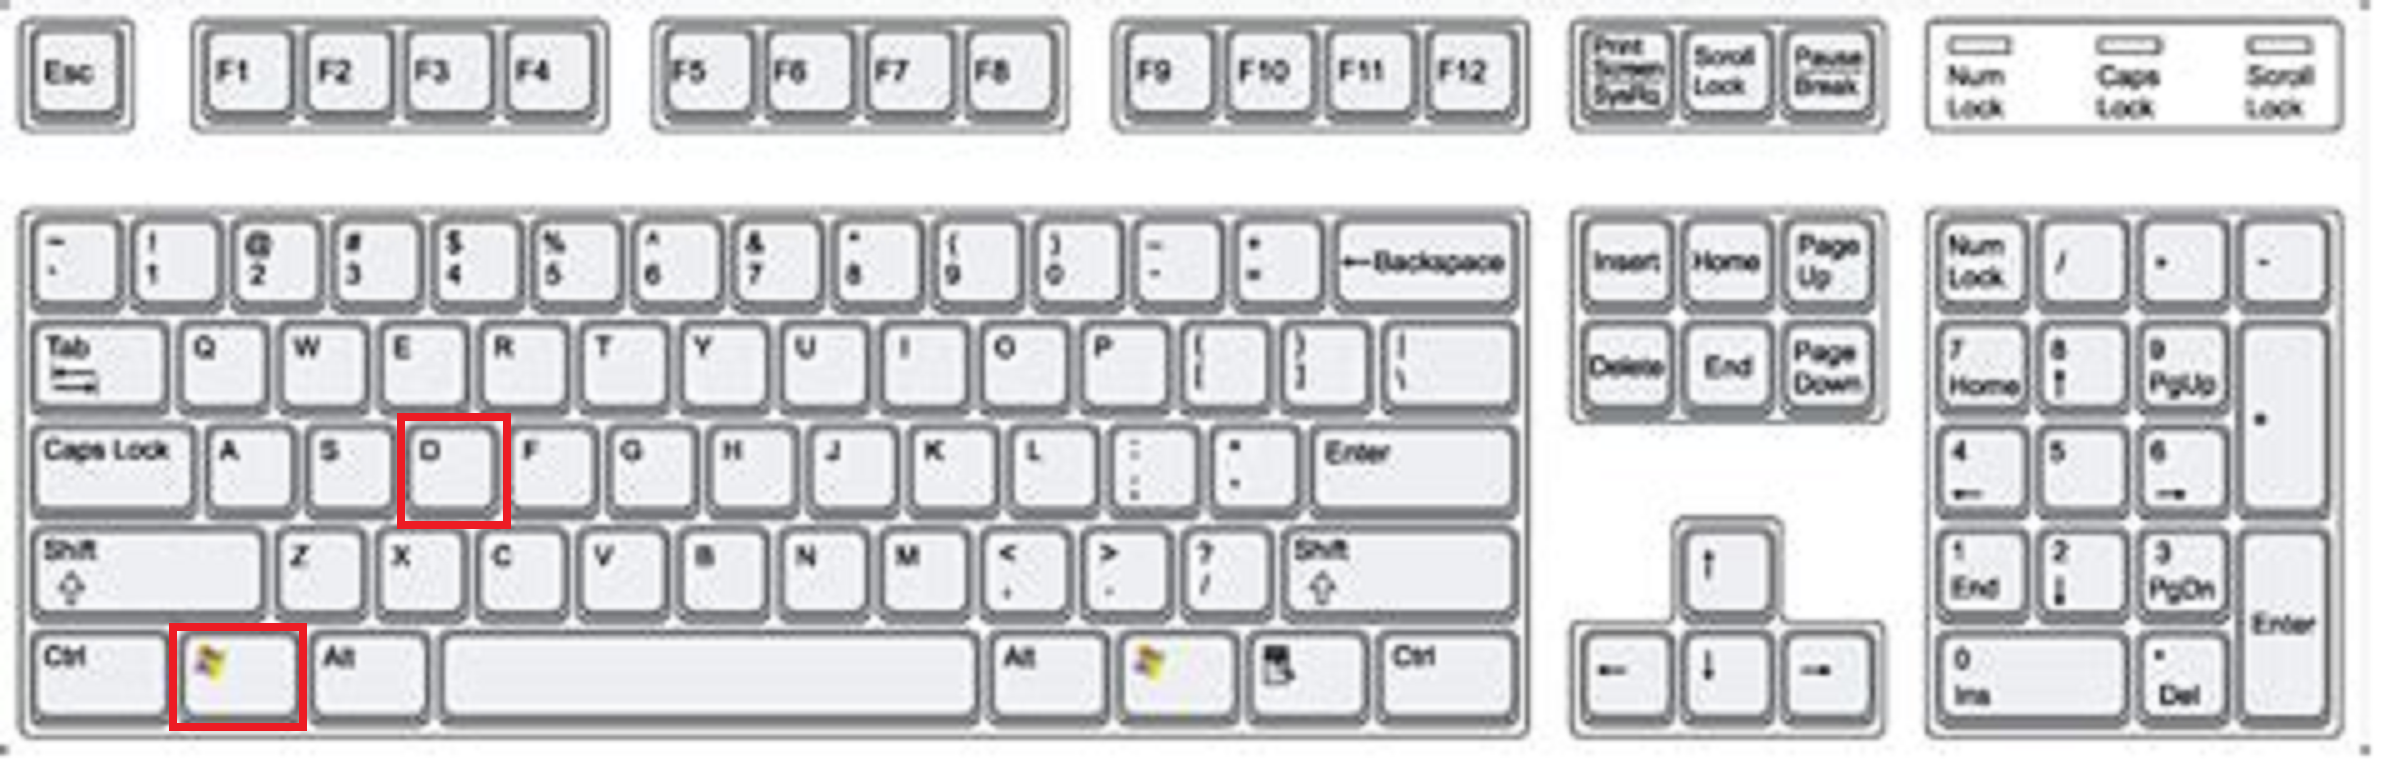 Esc F1 F2 F3 F4 F5 F6 F7 F8 F9 F10 F11 F12
Print
Screen
SysRq
Scroll
Lock
Pause
Break
Num
Lock
Caps
Lock
Scroll
Lock
! @ # $ % ^ & * ( ) _ +
1 2 3 4 5 6 7 8 9 0 - = ←Backspace
Insert Home Page
Up
Num
Lock / * -
Tab Q W E R T Y U I O P { } |
[ ] \
Delete End Page
Down
7 8 9
Home ↑ PgUp +
Caps Lock A S D F G H J K L : " Enter
; '
4 5 6
← →
Shift Z X C V B N M < > ? Shift
, . /
↑
1 2 3
End ↓ PgDn
Enter
Ctrl Alt Alt Ctrl
← ↓ →
0 .
Ins Del